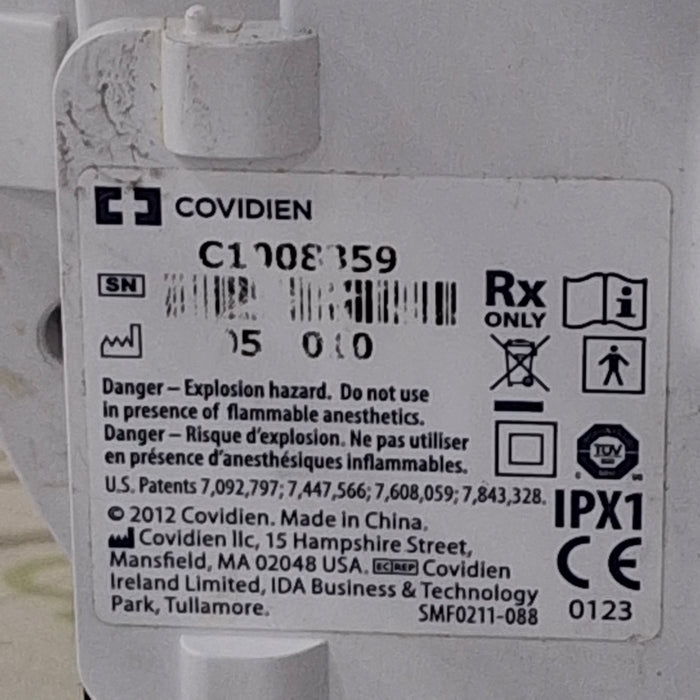 COVIDIEN
SN
Rx
ONLY
Danger – Explosion hazard. Do not use
in presence of flammable anesthetics.
Danger – Risque d'explosion. Ne pas utiliser
en présence d'anesthésiques inflammables.
TÜV
U.S. Patents 7,092,797; 7,447,566; 7,608,059; 7,843,328.
IPX1
© 2012 Covidien. Made in China.
Covidien llc, 15 Hampshire Street,
Mansfield, MA 02048 USA. EC REP Covidien
Ireland Limited, IDA Business & Technology
Park, Tullamore.
SMF0211-088
CE
0123